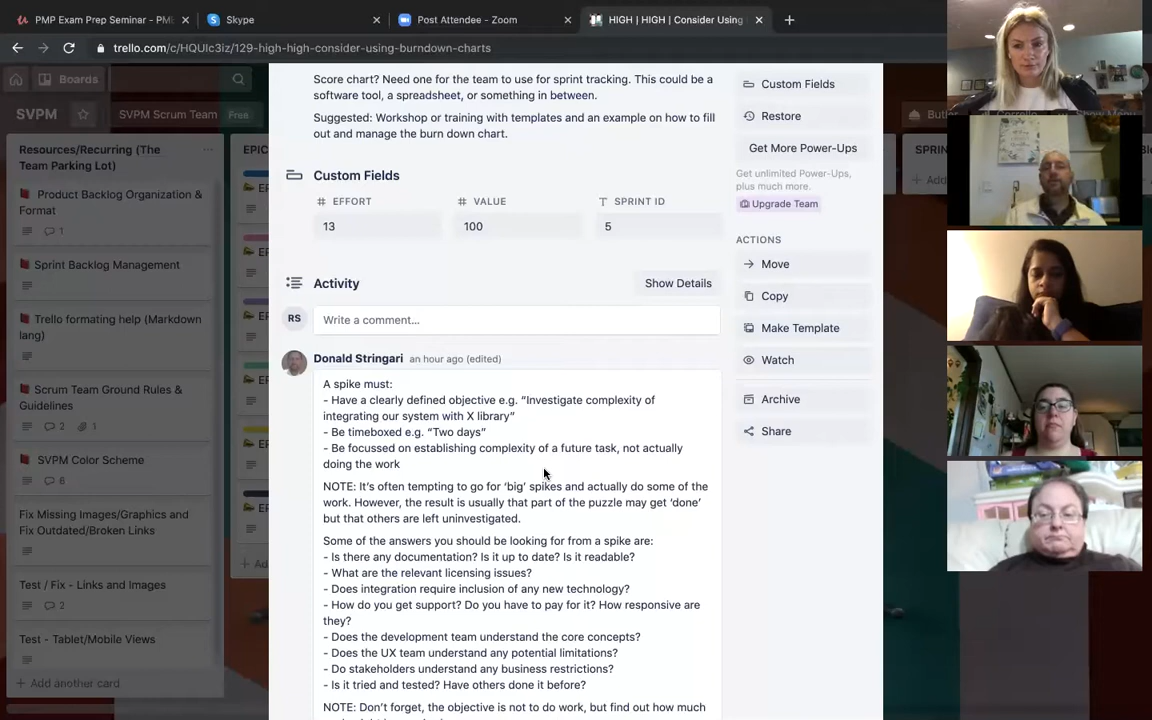 PMP Exam Prep Seminar - PM
Skype
Post Attendee - Zoom
HIGH | HIGH | Consider Using
trello.com/c/HQUIc3iz/129-high-high-consider-using-burndown-charts
Boards
SVPM
SVPM Scrum Team
Free
Show Menu
Resources/Recurring (The
Team Parking Lot)
Product Backlog Organization &
Format
1
Sprint Backlog Management
Trello formating help (Markdown
lang)
Scrum Team Ground Rules &
Guidelines
2
1
SVPM Color Scheme
6
Fix Missing Images/Graphics and
Fix Outdated/Broken Links
Test / Fix - Links and Images
2
Test - Tablet/Mobile Views
+ Add another card
Score chart? Need one for the team to use for sprint tracking. This could be a
software tool, a spreadsheet, or something in between.
Suggested: Workshop or training with templates and an example on how to fill
out and manage the burn down chart.
Custom Fields
# EFFORT
# VALUE
T SPRINT ID
13
100
5
Activity
Show Details
RS
Write a comment…
Donald Stringari an hour ago (edited)
A spike must:
- Have a clearly defined objective e.g. “Investigate complexity of
integrating our system with X library”
- Be timeboxed e.g. “Two days”
- Be focussed on establishing complexity of a future task, not actually
doing the work
NOTE: It’s often tempting to go for ‘big’ spikes and actually do some of the
work. However, the result is usually that part of the puzzle may get ‘done’
but that others are left uninvestigated.
Some of the answers you should be looking for from a spike are:
- Is there any documentation? Is it up to date? Is it readable?
- What are the relevant licensing issues?
- Does integration require inclusion of any new technology?
- How do you get support? Do you have to pay for it? How responsive are
they?
- Does the development team understand the core concepts?
- Does the UX team understand any potential limitations?
- Do stakeholders understand any business restrictions?
- Is it tried and tested? Have others done it before?
NOTE: Don’t forget, the objective is not to do work, but find out how much
Custom Fields
Restore
Get More Power-Ups
Get unlimited Power-Ups,
plus much more.
Upgrade Team
ACTIONS
Move
Copy
Make Template
Watch
Archive
Share